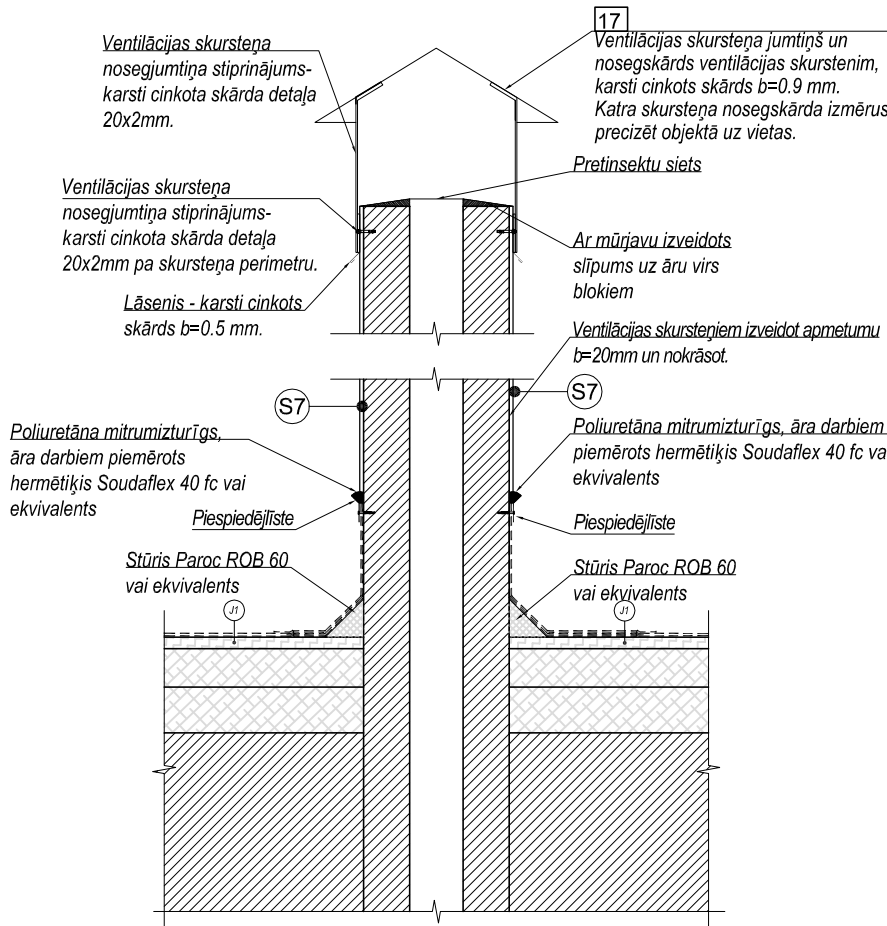 Ventilācijas skursteņa
nosegjumtiņa stiprinājums-
karsti cinkota skārda detaļa
20x2mm.
17
Ventilācijas skursteņa jumtiņš un
nosegskārds ventilācijas skurstenim,
karsti cinkots skārds b=0.9 mm.
Katra skursteņa nosegskārda izmērus
precizēt objektā uz vietas.
Pretinsektu siets
Ventilācijas skursteņa
nosegjumtiņa stiprinājums-
karsti cinkota skārda detaļa
20x2mm pa skursteņa perimetru.
Ar mūrjavu izveidots
slīpums uz āru virs
blokiem
Lāsenis - karsti cinkots
skārds b=0.5 mm.
Ventilācijas skursteņiem izveidot apmetumu
b=20mm un nokrāsot.
S7
S7
Poliuretāna mitrumizturīgs,
āra darbiem piemērots
hermētiķis Soudaflex 40 fc vai
ekvivalents
Poliuretāna mitrumizturīgs, āra darbiem
piemērots hermētiķis Soudaflex 40 fc va
ekvivalents
Piespiedējlīste
Piespiedējlīste
Stūris Paroc ROB 60
vai ekvivalents
Stūris Paroc ROB 60
vai ekvivalents
J1
J1